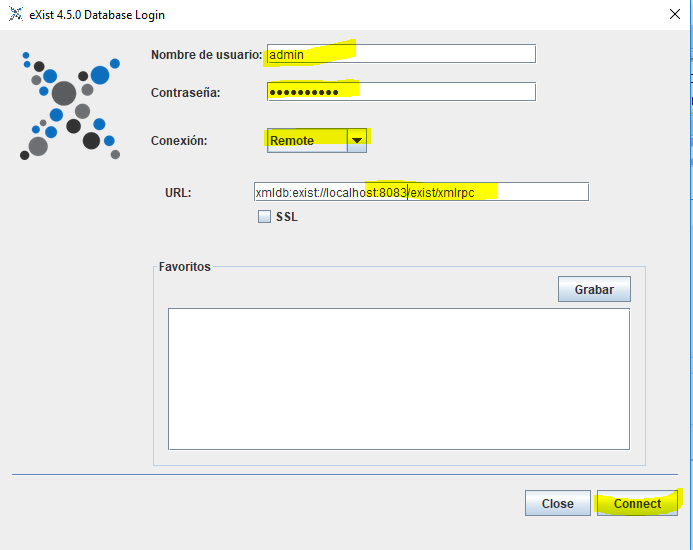 eXist 4.5.0 Database Login
Nombre de usuario: admin
Contraseña: ●●●●●●●●●●
Conexión: Remote
URL: xmldb:exist://localhost:8083/exist/xmlrpc
SSL
Favoritos
Grabar
Close Connect